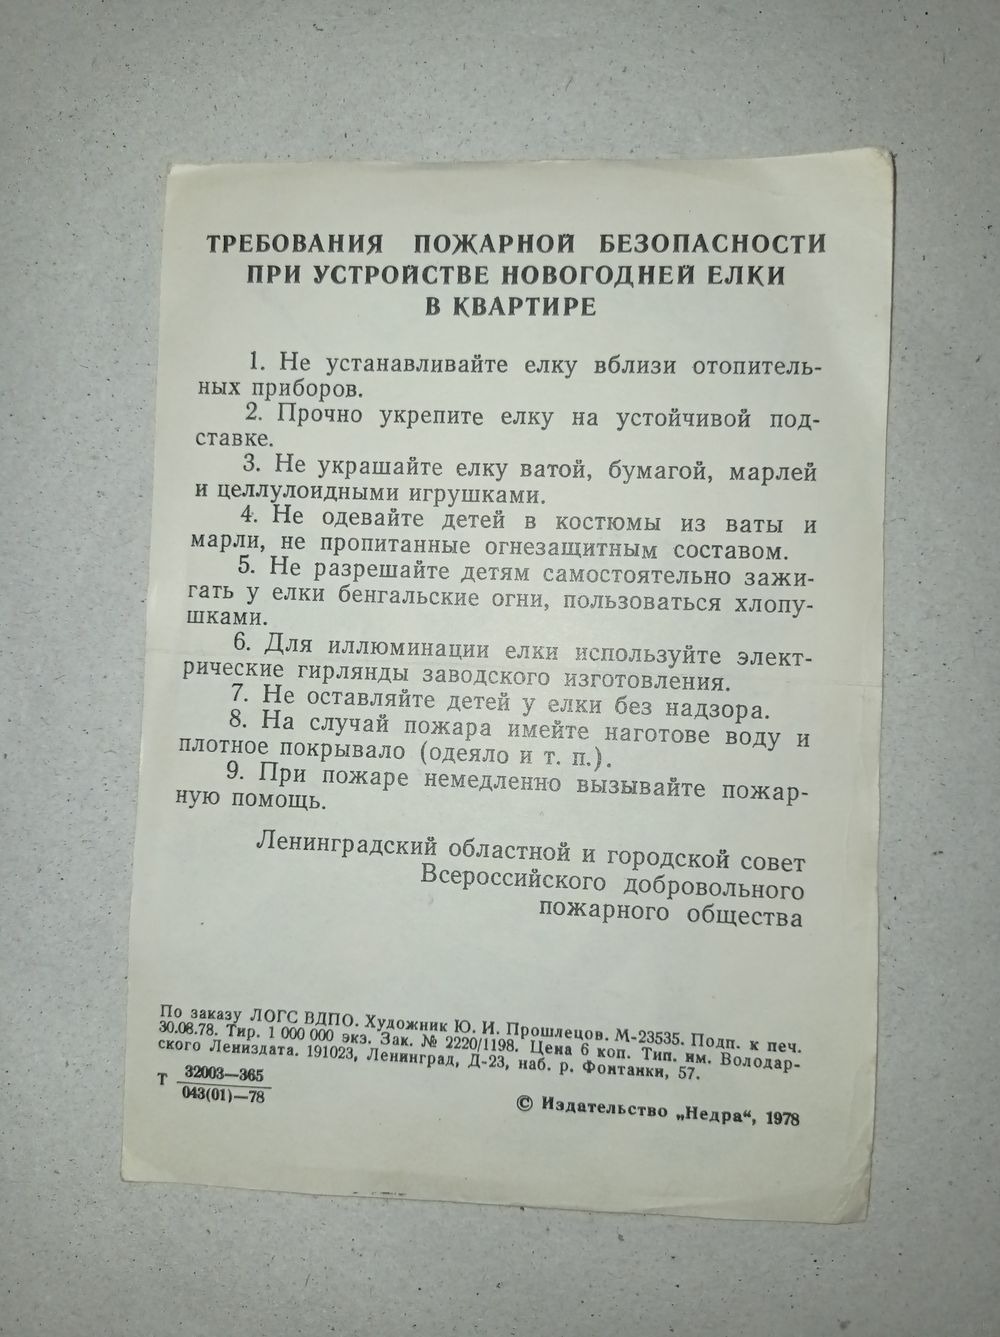 ТРЕБОВАНИЯ ПОЖАРНОЙ БЕЗОПАСНОСТИ
ПРИ УСТРОЙСТВЕ НОВОГОДНЕЙ ЕЛКИ
В КВАРТИРЕ
1. Не устанавливайте елку вблизи отопитель-
ных приборов.
2. Прочно укрепите елку на устойчивой под-
ставке.
3. Не украшайте елку ватой, бумагой, марлей
и целлулоидными игрушками.
4. Не одевайте детей в костюмы из ваты и
марли, не пропитанные огнезащитным составом.
5. Не разрешайте детям самостоятельно зажи-
гать у елки бенгальские огни, пользоваться хлопу-
шками.
6. Для иллюминации елки используйте элект-
рические гирлянды заводского изготовления.
7. Не оставляйте детей у елки без надзора.
8. На случай пожара имейте наготове воду и
плотное покрывало (одеяло и т. п.).
9. При пожаре немедленно вызывайте пожар-
ную помощь.
Ленинградский областной и городской совет
Всероссийского добровольного
пожарного общества
По заказу ЛОГС ВДПО. Художник Ю. И. Прошлецов. М-23535. Подп. к печ.
30.08.78. Тир. 1 000 000 экз. Зак. № 2220/1198. Цена 6 коп. Тип. им. Володар-
ского Лениздата. 191023, Ленинград, Д-23, наб. р. Фонтанки, 57.
Т 32003—365
043(01)—78
© Издательство „Недра“, 1978